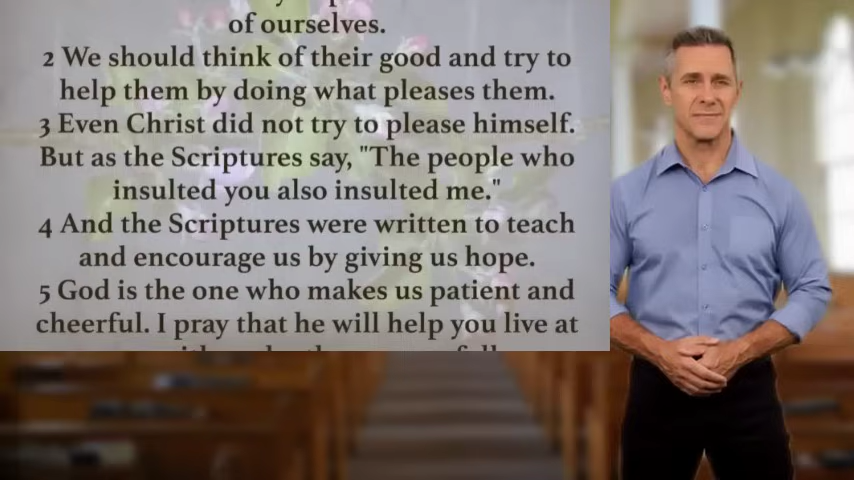 of ourselves.
2 We should think of their good and try to
help them by doing what pleases them.
3 Even Christ did not try to please himself.
But as the Scriptures say, "The people who
insulted you also insulted me."
4 And the Scriptures were written to teach
and encourage us by giving us hope.
5 God is the one who makes us patient and
cheerful. I pray that he will help you live at